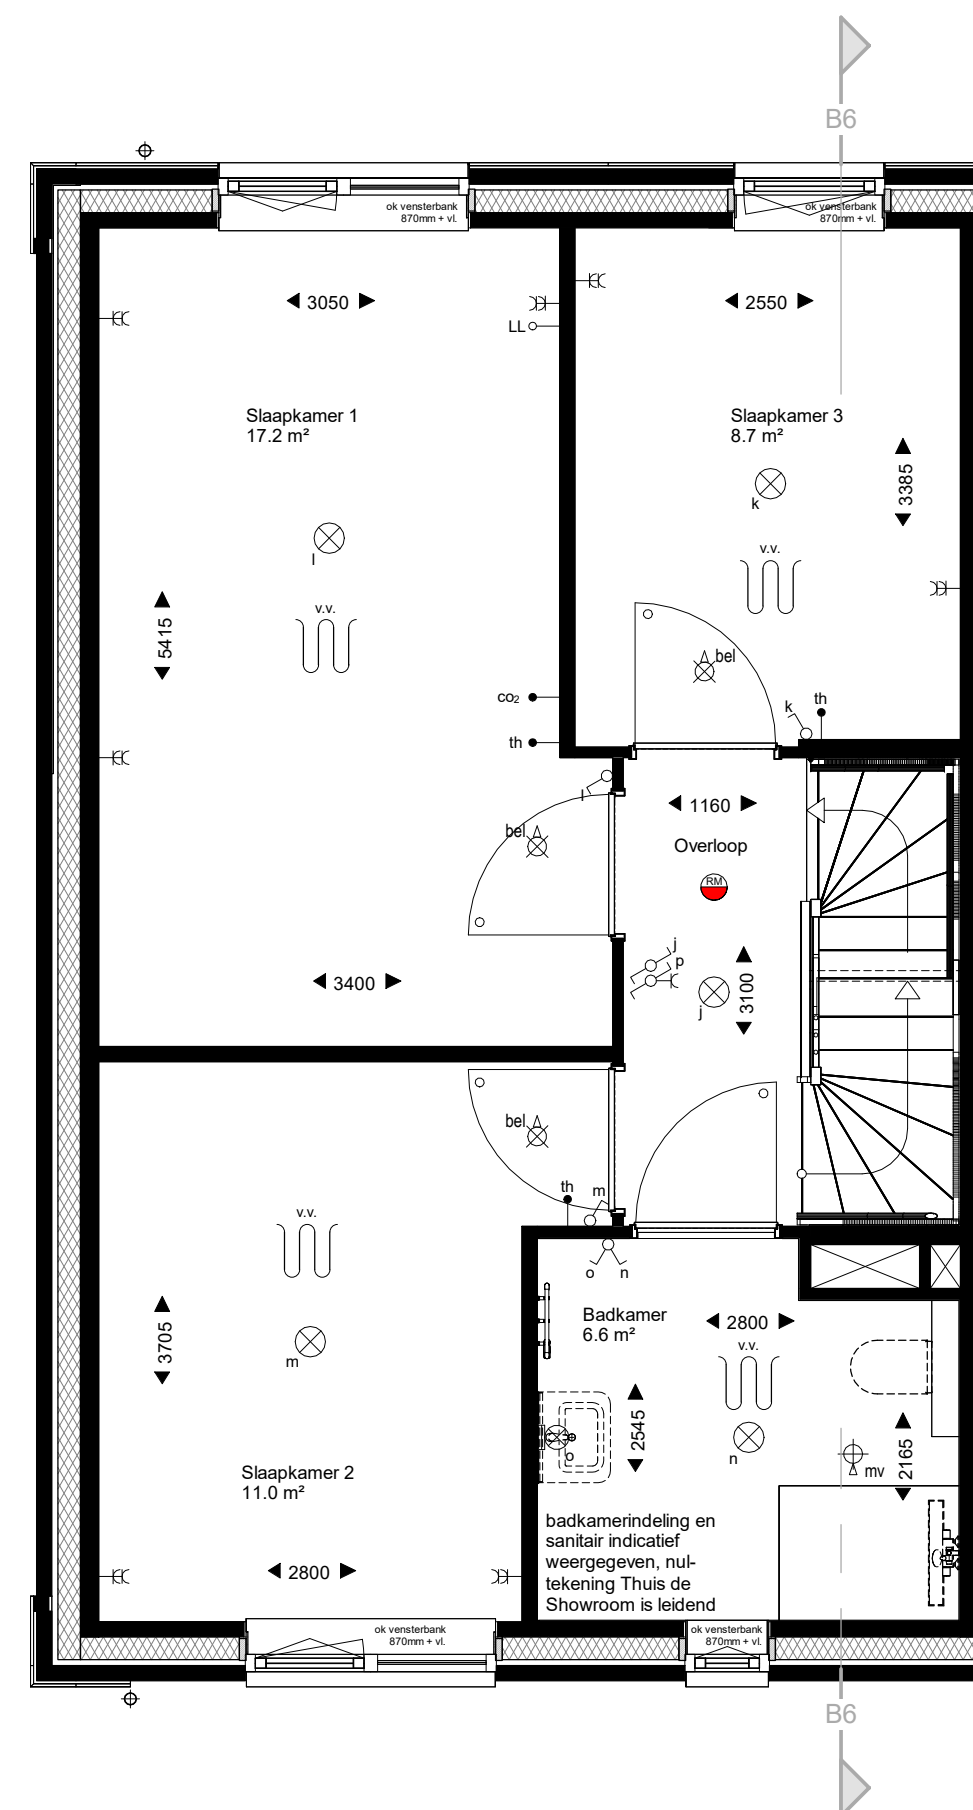 B6
ok vensterbank
870mm + vl.
ok vensterbank
870mm + vl.
3050
2550
LL
Slaapkamer 1
17.2 m²
Slaapkamer 3
8.7 m²
3385
k
l
v.v.
v.v.
5415
bel
co₂
th
k
th
l
bel
1160
Overloop
RM
j
p
j
3100
3400
bel
th
m
v.v.
o
n
3705
m
Badkamer
6.6 m²
2800
v.v.
2545
o
n
mv
2165
Slaapkamer 2
11.0 m²
2800
badkamerindeling en
sanitair indicatief
weergegeven, nul-
tekening Thuis de
Showroom is leidend
ok vensterbank
870mm + vl.
ok vensterbank
870mm + vl.
B6